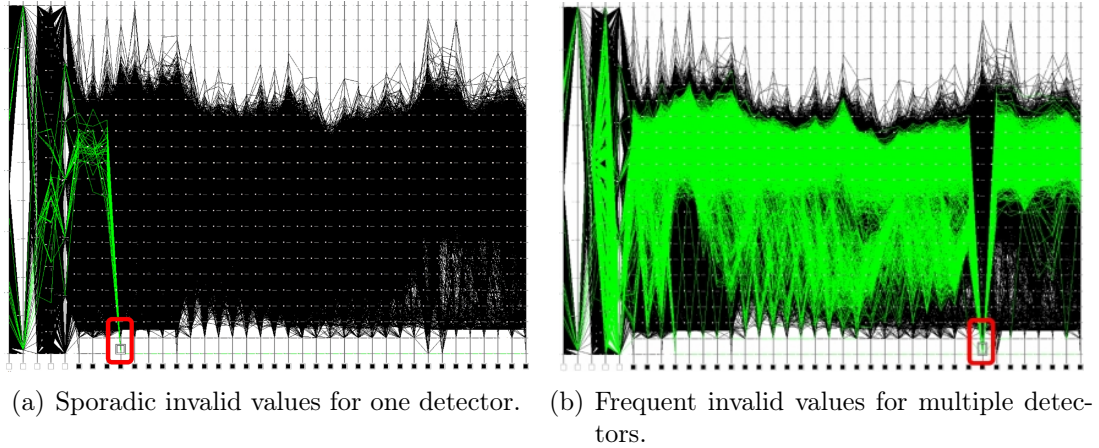 (a) Sporadic invalid values for one detector.
(b) Frequent invalid values for multiple detec-
tors.